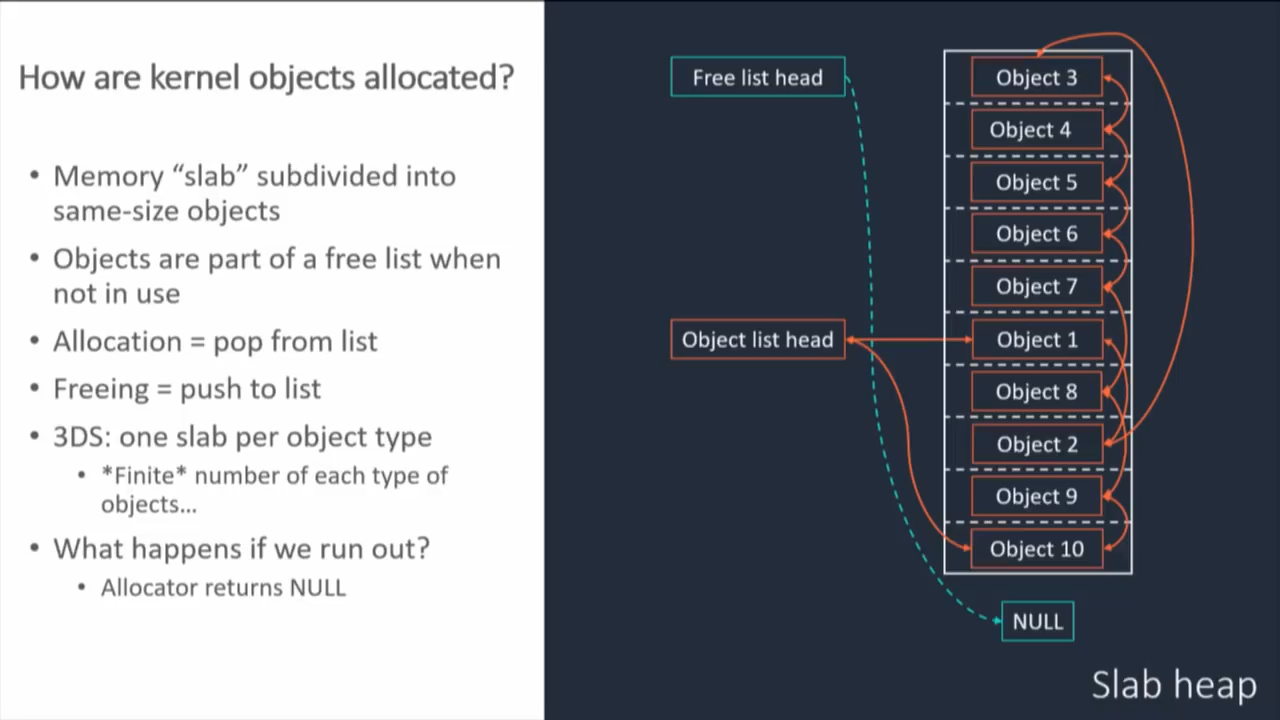 How are kernel objects allocated?
• Memory “slab” subdivided into
same-size objects
• Objects are part of a free list when
not in use
• Allocation = pop from list
• Freeing = push to list
• 3DS: one slab per object type
• *Finite* number of each type of
objects…
• What happens if we run out?
• Allocator returns NULL
Free list head
Object list head
Object 3
Object 4
Object 5
Object 6
Object 7
Object 1
Object 8
Object 2
Object 9
Object 10
NULL
Slab heap